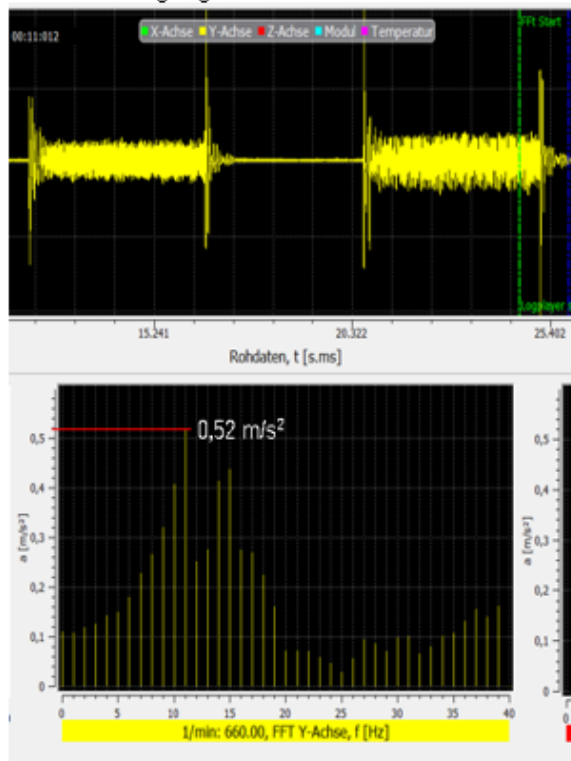 FFt Start
00:11:012
X-Achse Y-Achse Z-Achse Modul Temperatur
15.241 20.322 25.402
Rohdaten, t [s.ms]
0,52 m/s²
0,5
0,4
0,3
0,2
0,1
0
a [m/s²]
0 5 10 15 20 25 30 35 40
1/min: 660.00, FFT Y-Achse, f [Hz]
0,5
0,4
0,3
0,2
0,1
0
a [m/s²]
0